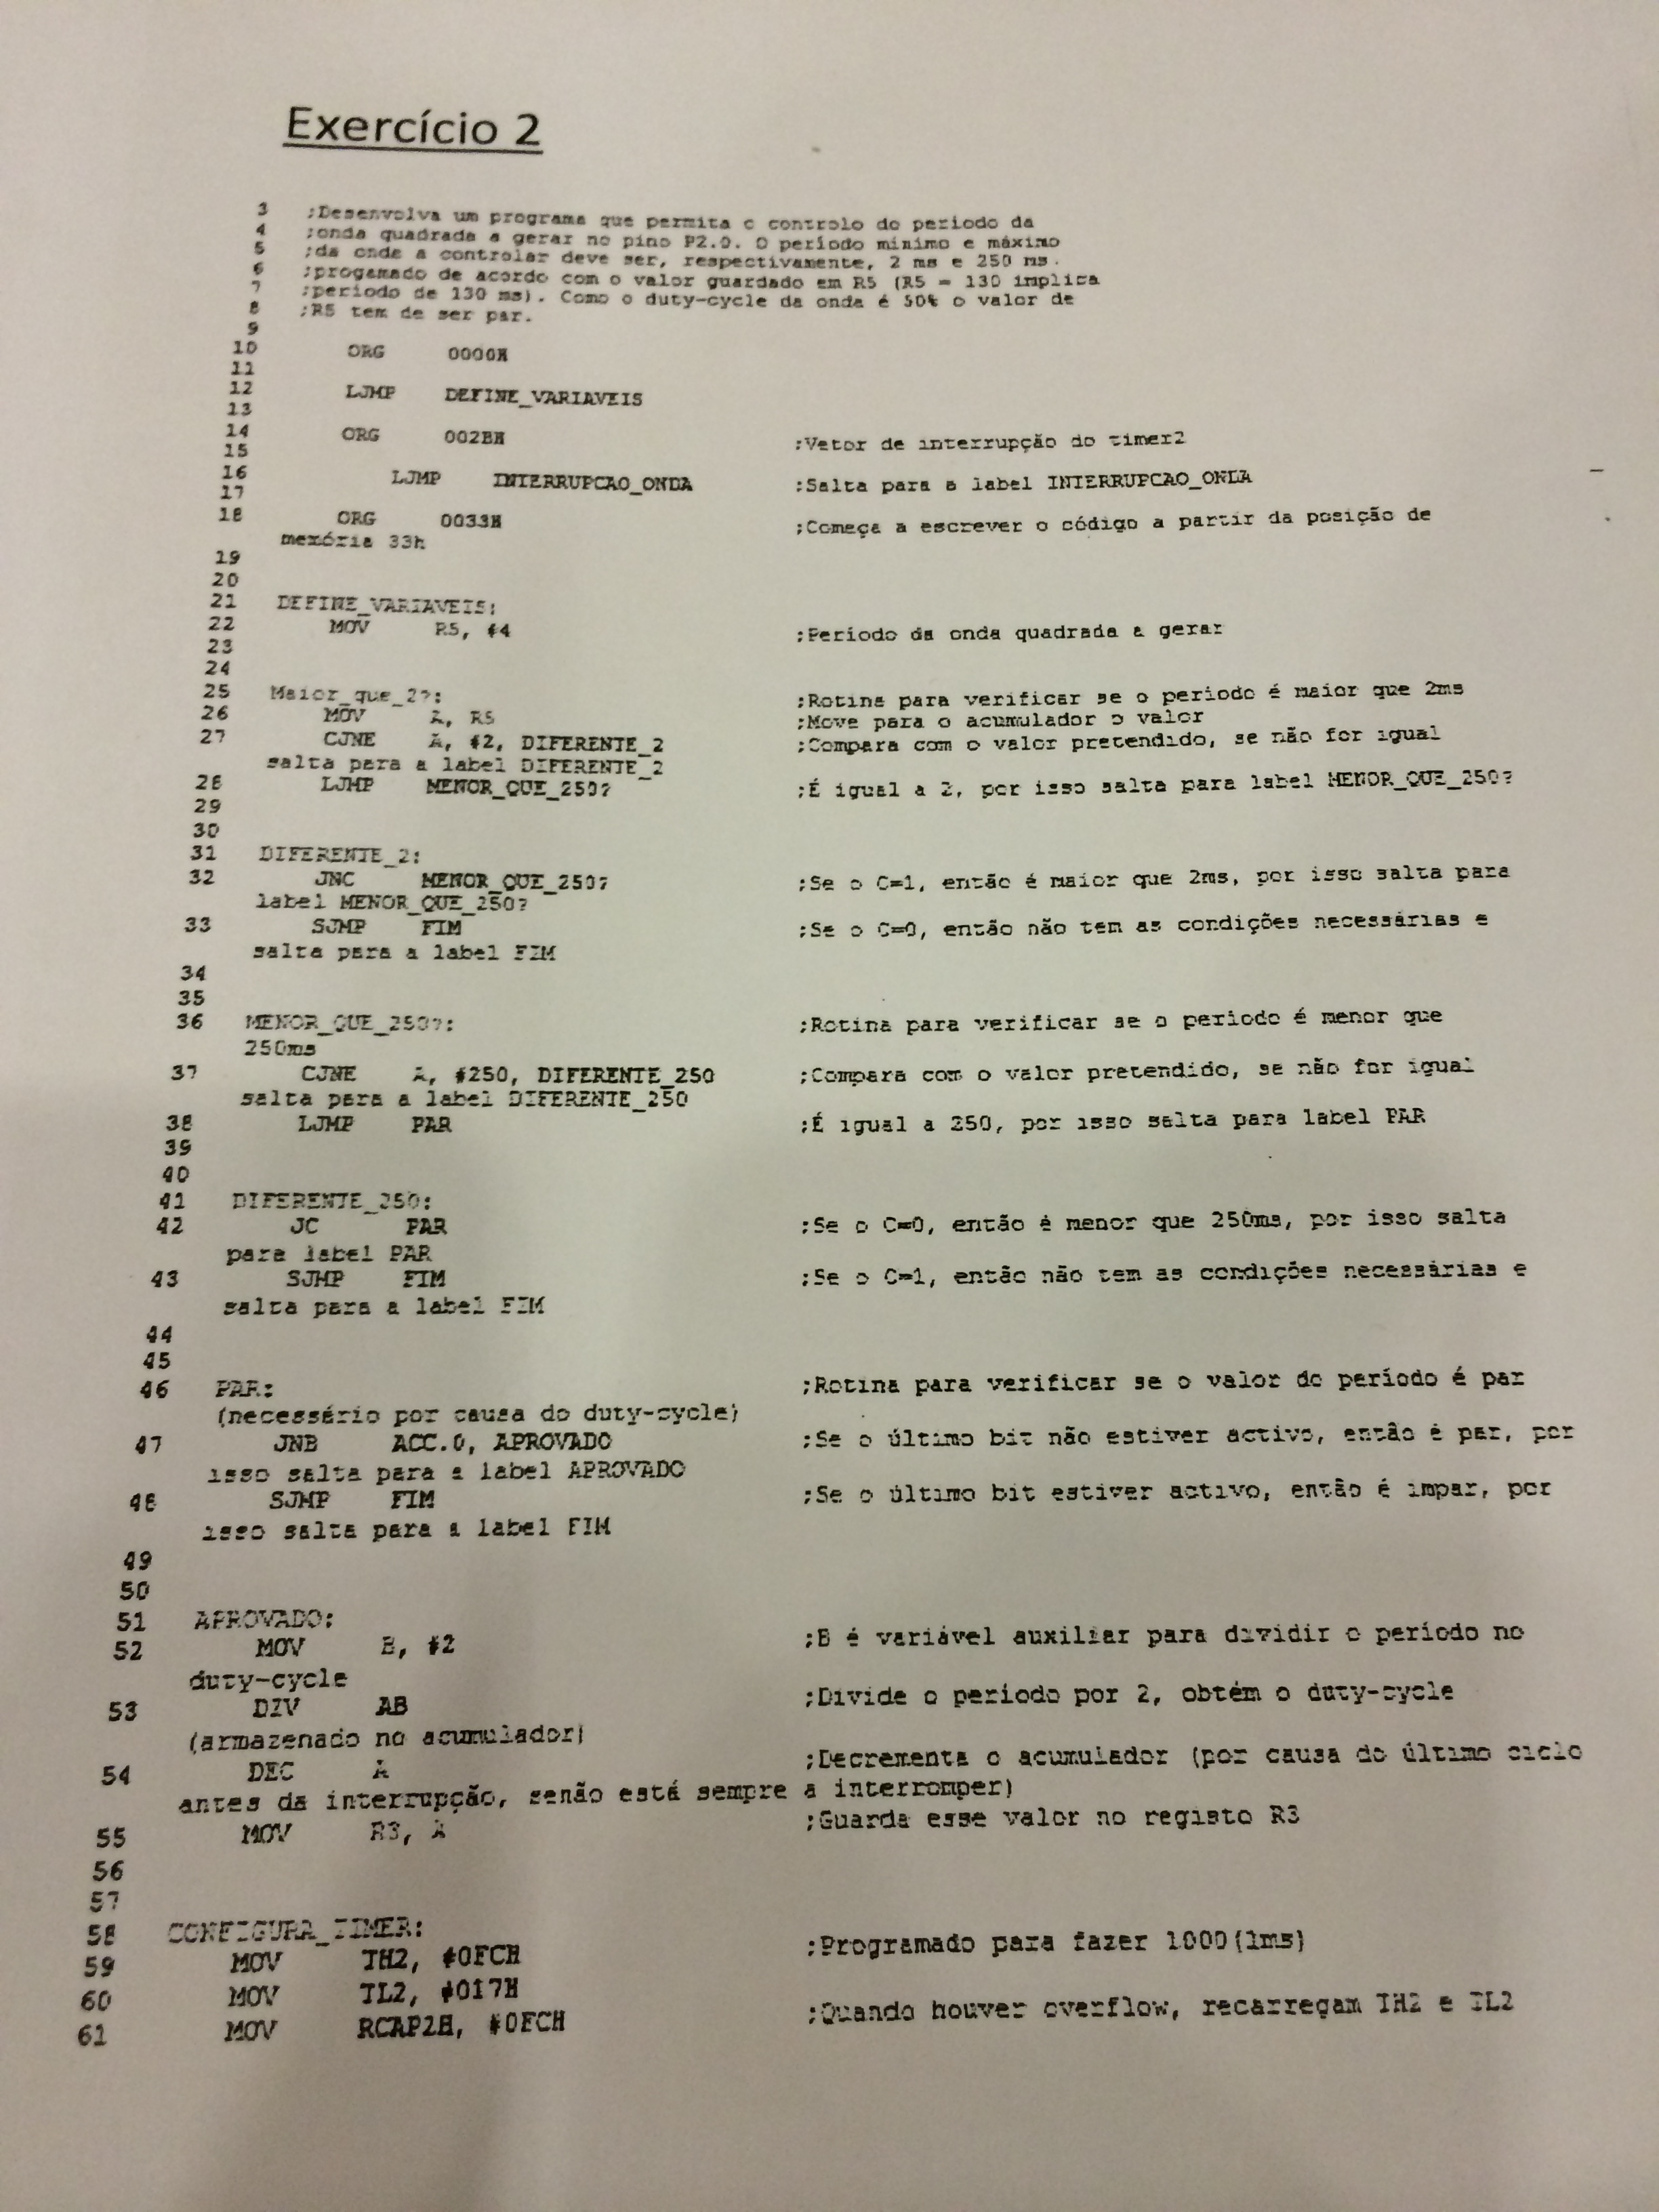 Exercício 2
3 ;Desenvolva um programa que permita o controlo do período da
4 ;onda quadrada a gerar no pino P2.0. O período mínimo e máximo
5 ;da onda a controlar deve ser, respectivamente, 2 ms e 250 ms.
6 ;progamado de acordo com o valor guardado em R5 (R5 = 130 implica
7 ;período de 130 ms). Como o duty-cycle da onda é 50% o valor de
8 ;R5 tem de ser par.
9
10 ORG 0000H
11
12 LJMP DEFINE_VARIAVEIS
13
14 ORG 002BH ;Vetor de interrupção do timer2
15
16 LJMP INTERRUPCAO_ONDA ;Salta para a label INTERRUPCAO_ONDA
17
18 ORG 0033H ;Começa a escrever o código a partir da posição de
memória 33h
19
20
21 DEFINE_VARIAVEIS:
22 MOV R5, #4 ;Período da onda quadrada a gerar
23
24
25 Maior_que_2?: ;Rotina para verificar se o período é maior que 2ms
26 MOV A, R5 ;Move para o acumulador o valor
27 CJNE A, #2, DIFERENTE_2 ;Compara com o valor pretendido, se não for igual
salta para a label DIFERENTE_2
28 LJMP MENOR_QUE_250? ;É igual a 2, por isso salta para label MENOR_QUE_250?
29
30
31 DIFERENTE_2:
32 JNC MENOR_QUE_250? ;Se o C=1, então é maior que 2ms, por isso salta para
label MENOR_QUE_250?
33 SJMP FIM ;Se o C=0, então não tem as condições necessárias e
salta para a label FIM
34
35
36 MENOR_QUE_250?: ;Rotina para verificar se o período é menor que
250ms
37 CJNE A, #250, DIFERENTE_250 ;Compara com o valor pretendido, se não for igual
salta para a label DIFERENTE_250
38 LJMP PAR ;É igual a 250, por isso salta para label PAR
39
40
41 DIFERENTE_250:
42 JC PAR ;Se o C=0, então é menor que 250ms, por isso salta
para label PAR
43 SJMP FIM ;Se o C=1, então não tem as condições necessárias e
salta para a label FIM
44
45
46 PAR: ;Rotina para verificar se o valor do período é par
(necessário por causa do duty-cycle)
47 JNB ACC.0, APROVADO ;Se o último bit não estiver activo, então é par, por
isso salta para a label APROVADO
48 SJMP FIM ;Se o último bit estiver activo, então é impar, por
isso salta para a label FIM
49
50
51 APROVADO:
52 MOV B, #2 ;B é variável auxiliar para dividir o período no
duty-cycle
53 DIV AB ;Divide o período por 2, obtém o duty-cycle
(armazenado no acumulador)
54 DEC A ;Decrementa o acumulador (por causa do último ciclo
antes da interrupção, senão está sempre a interromper)
55 MOV R3, A ;Guarda esse valor no registo R3
56
57
58 CONFIGURA_TIMER:
59 MOV TH2, #0FCH ;Programado para fazer 1000(1ms)
60 MOV TL2, #017H
61 MOV RCAP2H, #0FCH ;Quando houver overflow, recarregam TH2 e TL2